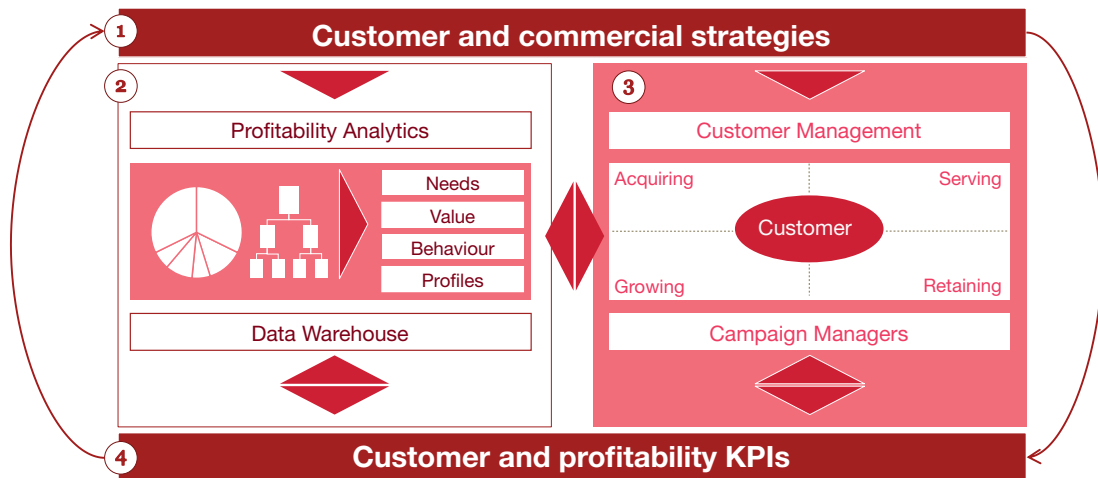 1
Customer and commercial strategies
2
Profitability Analytics
Needs
Value
Behaviour
Profiles
Data Warehouse
3
Customer Management
Acquiring
Serving
Customer
Growing
Retaining
Campaign Managers
4
Customer and profitability KPIs